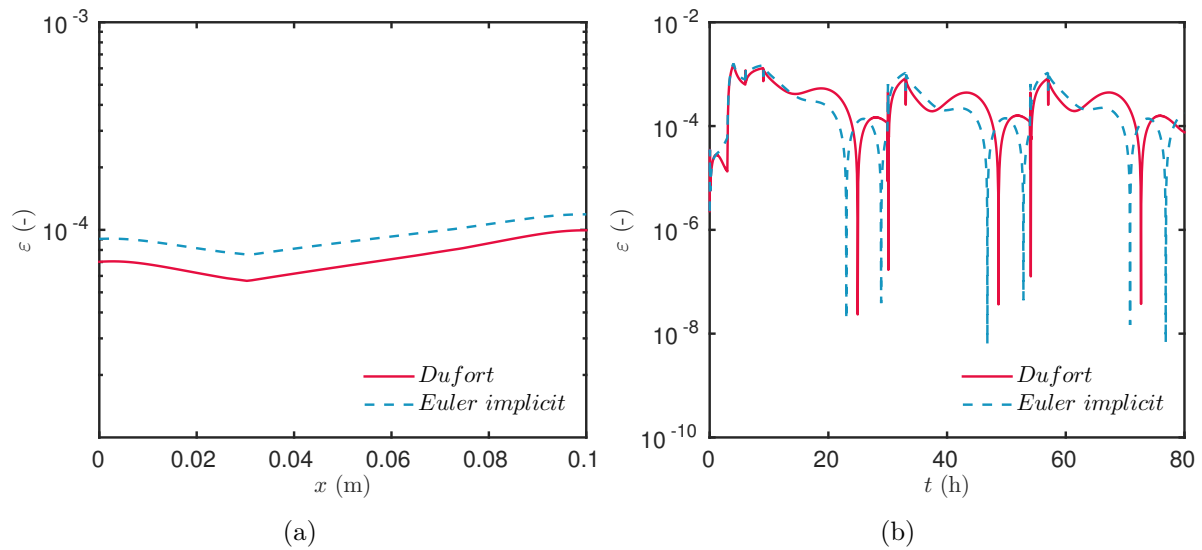 10⁻³
10⁻⁴
ε (-)
Dufort
Euler implicit
0 0.02 0.04 0.06 0.08 0.1
x (m)
(a)
10⁻²
10⁻⁴
10⁻⁶
10⁻⁸
10⁻¹⁰
ε (-)
Dufort
Euler implicit
0 20 40 60 80
t (h)
(b)